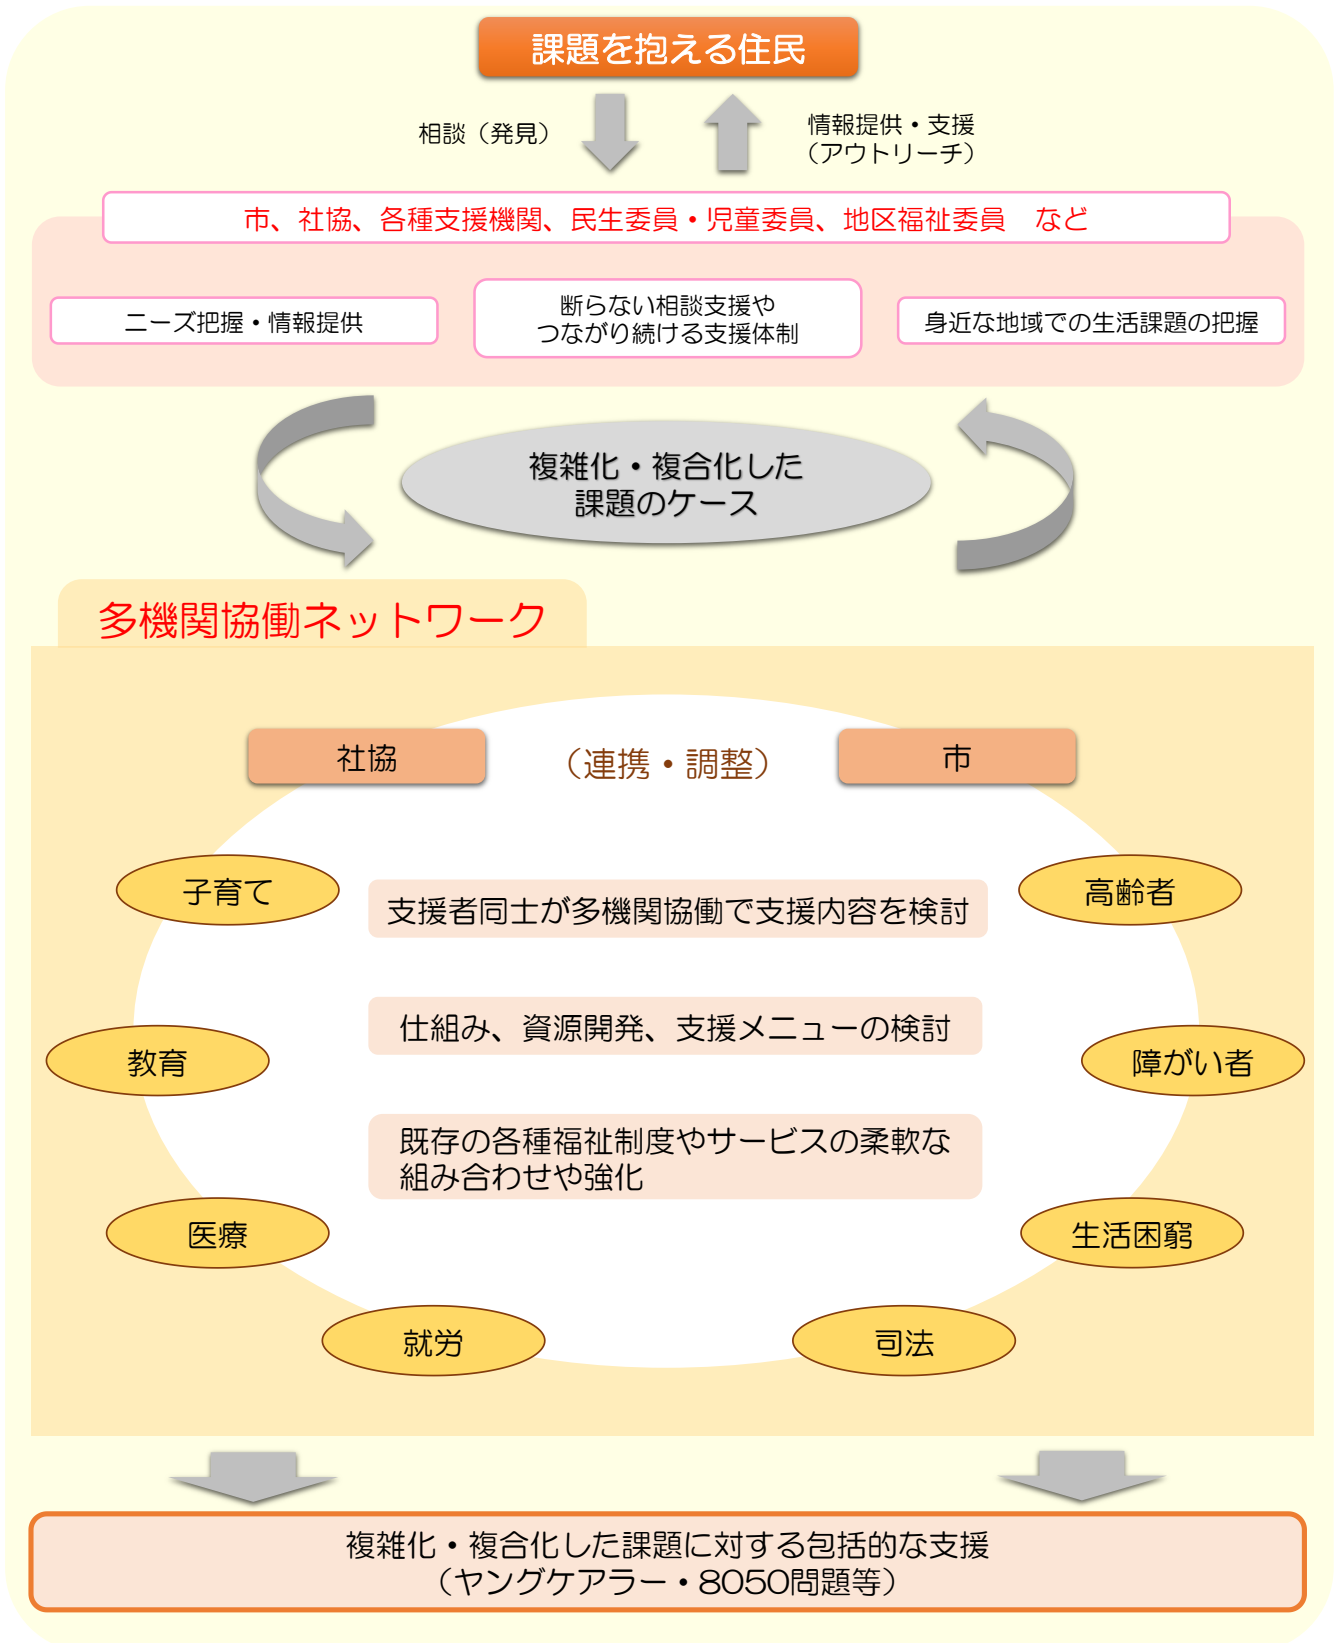 課題を抱える住民
相談（発見）
情報提供・支援
（アウトリーチ）
市、社協、各種支援機関、民生委員・児童委員、地区福祉委員　など
ニーズ把握・情報提供
断らない相談支援や
つながり続ける支援体制
身近な地域での生活課題の把握
複雑化・複合化した
課題のケース
多機関協働ネットワーク
社協
（連携・調整）
市
子育て
高齢者
支援者同士が多機関協働で支援内容を検討
仕組み、資源開発、支援メニューの検討
教育
障がい者
既存の各種福祉制度やサービスの柔軟な
組み合わせや強化
医療
生活困窮
就労
司法
複雑化・複合化した課題に対する包括的な支援
（ヤングケアラー・8050問題等）